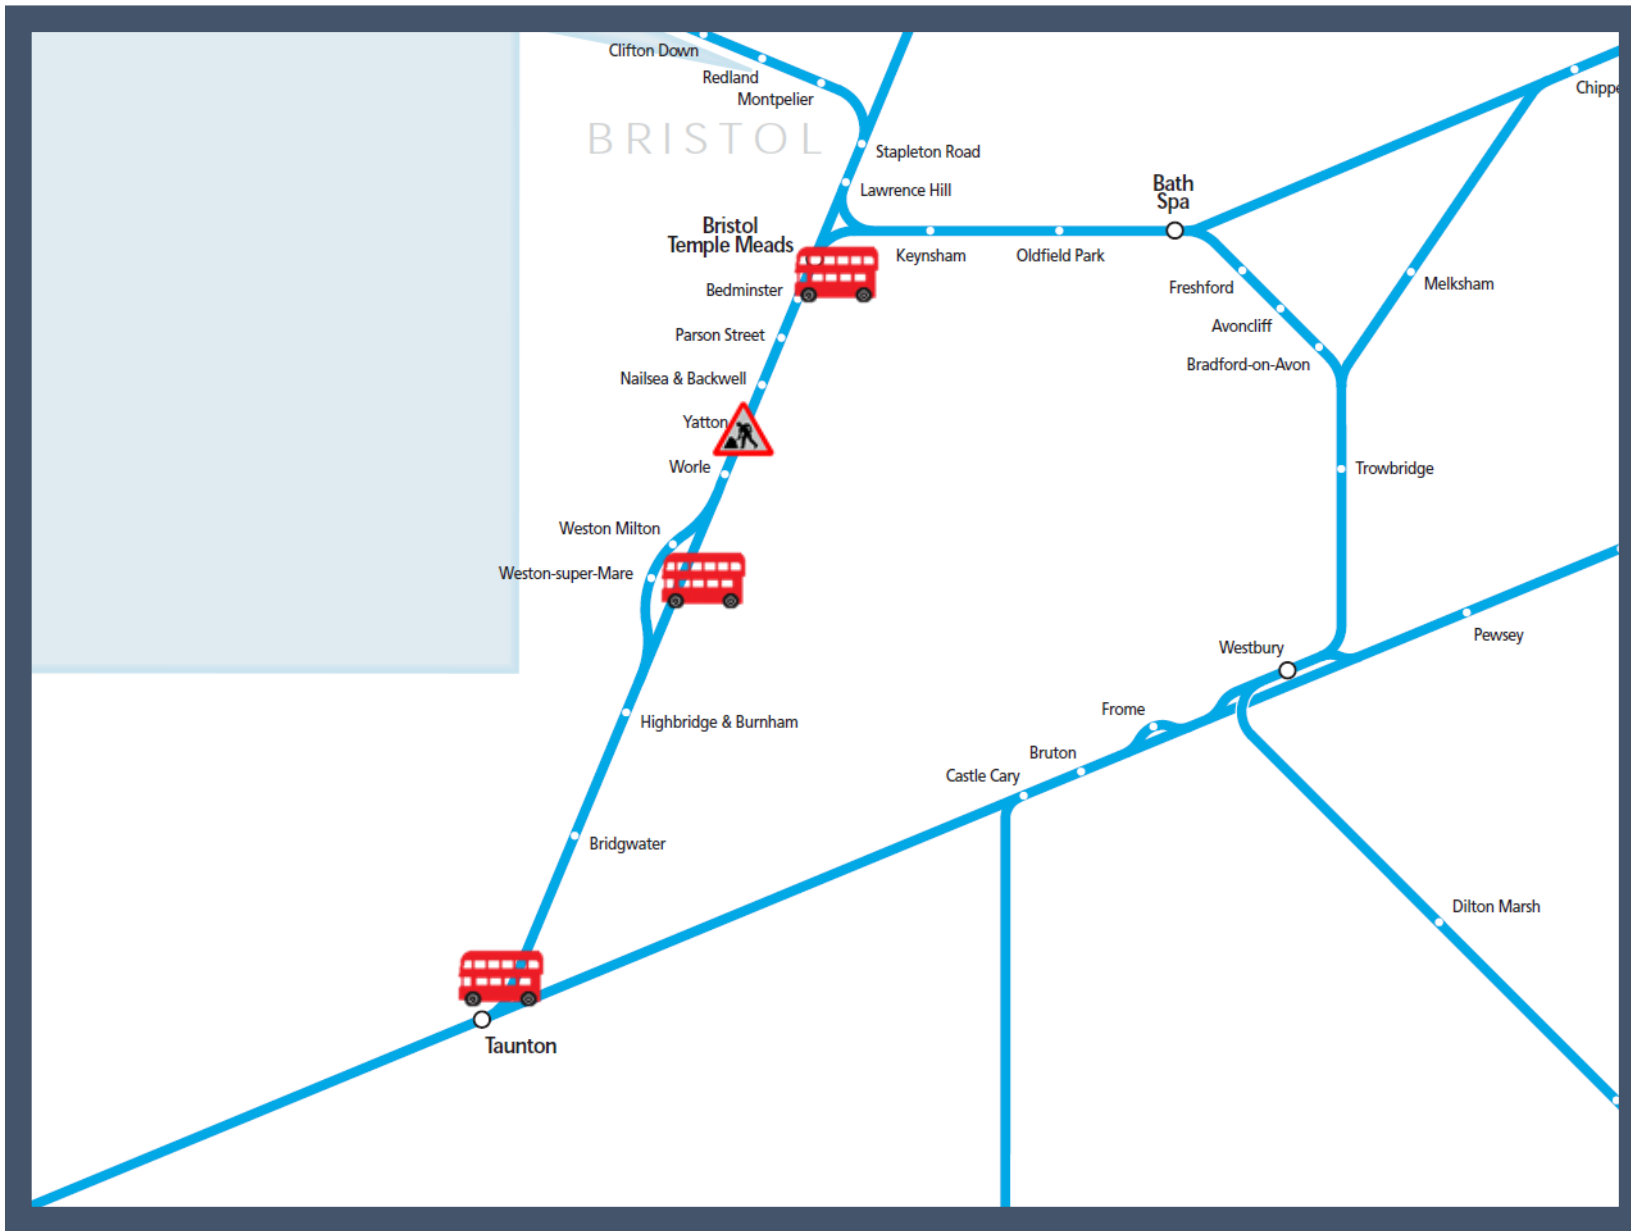 Clifton Down
Redland
Montpelier
BRISTOL
Stapleton Road
Lawrence Hill
Bath
Spa
Bristol
Temple Meads
Keynsham
Oldfield Park
Bedminster
Freshford
Melksham
Avoncliff
Parson Street
Bradford-on-Avon
Nailsea & Backwell
Yatton
Worle
Trowbridge
Weston Milton
Weston-super-Mare
Pewsey
Westbury
Frome
Highbridge & Burnham
Bruton
Castle Cary
Bridgwater
Dilton Marsh
Taunton